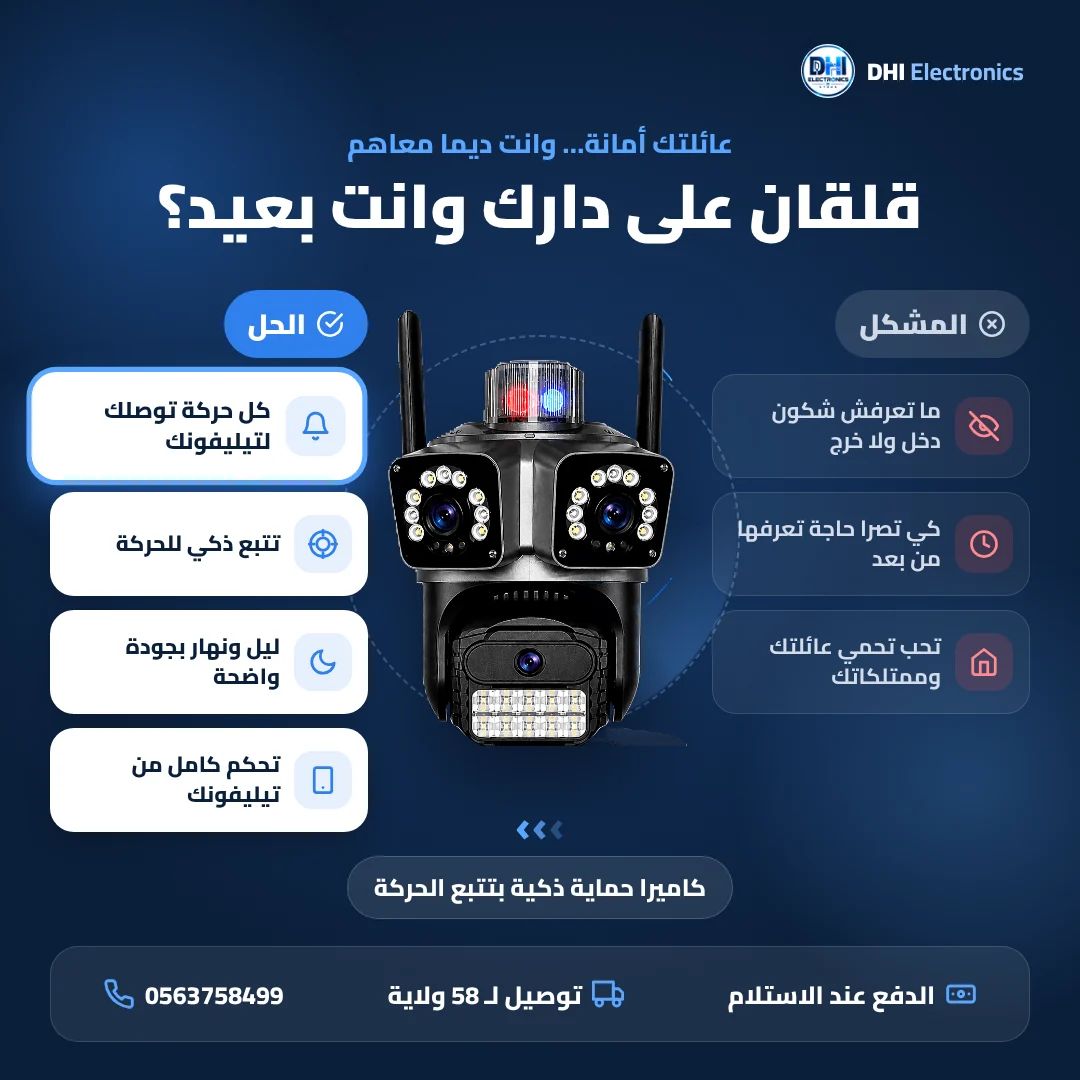 DHI Electronics
DHI
ELECTRONICS
عائلتك أمانة... وانت ديما معاهم
قلقان على دارك وانت بعيد؟
المشكل
ما تعرفش شكون
دخل ولا خرج
كي تصرا حاجة تعرفها
من بعد
تحب تحمي عائلتك
وممتلكاتك
الحل
كل حركة توصلك
لتيليفونك
تتبع ذكي للحركة
ليل ونهار بجودة
واضحة
تحكم كامل من
تيليفونك
كاميرا حماية ذكية بتتبع الحركة
الدفع عند الاستلام
توصيل لـ 58 ولاية
0563758499